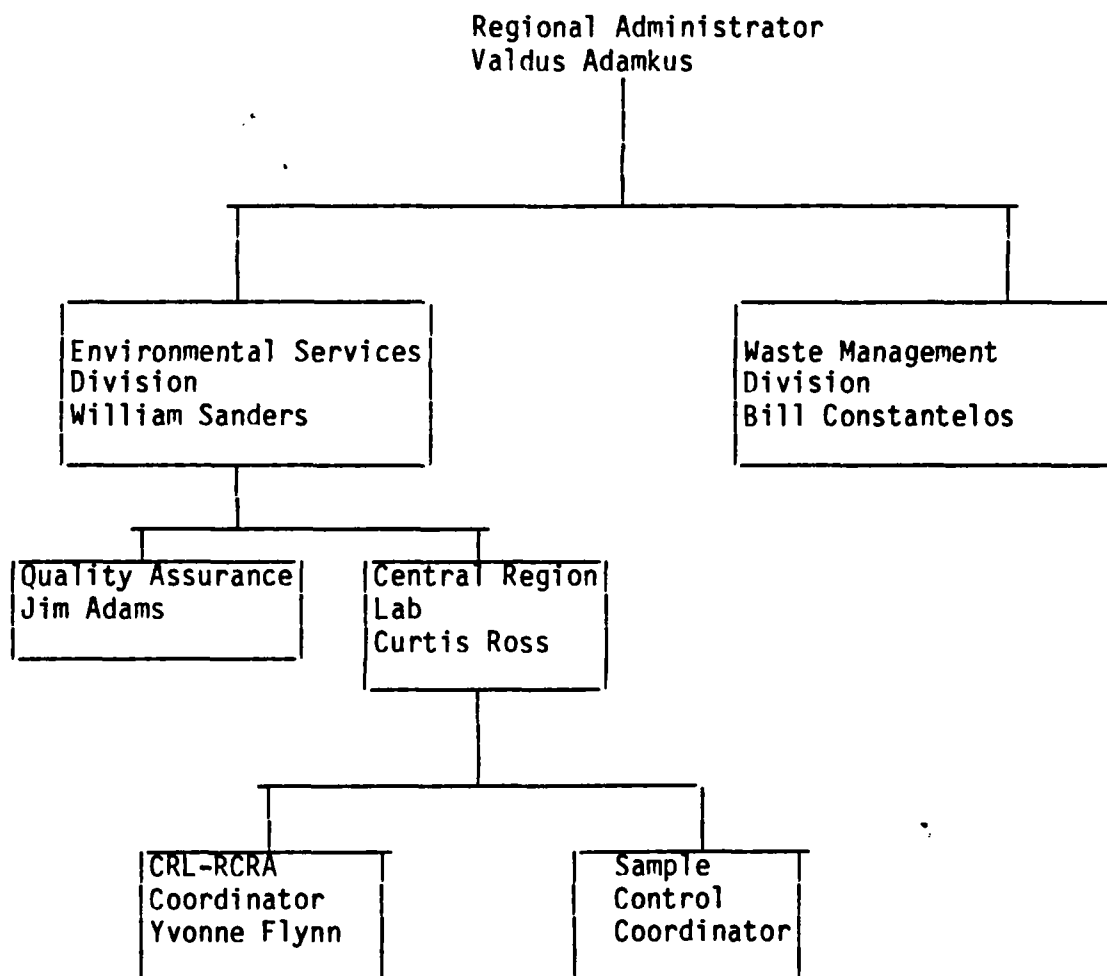 Regional Administrator
Valdus Adamkus
Environmental Services
Division
William Sanders
Waste Management
Division
Bill Constantelos
Quality Assurance
Jim Adams
Central Region
Lab
Curtis Ross
CRL-RCRA
Coordinator
Yvonne Flynn
Sample
Control
Coordinator